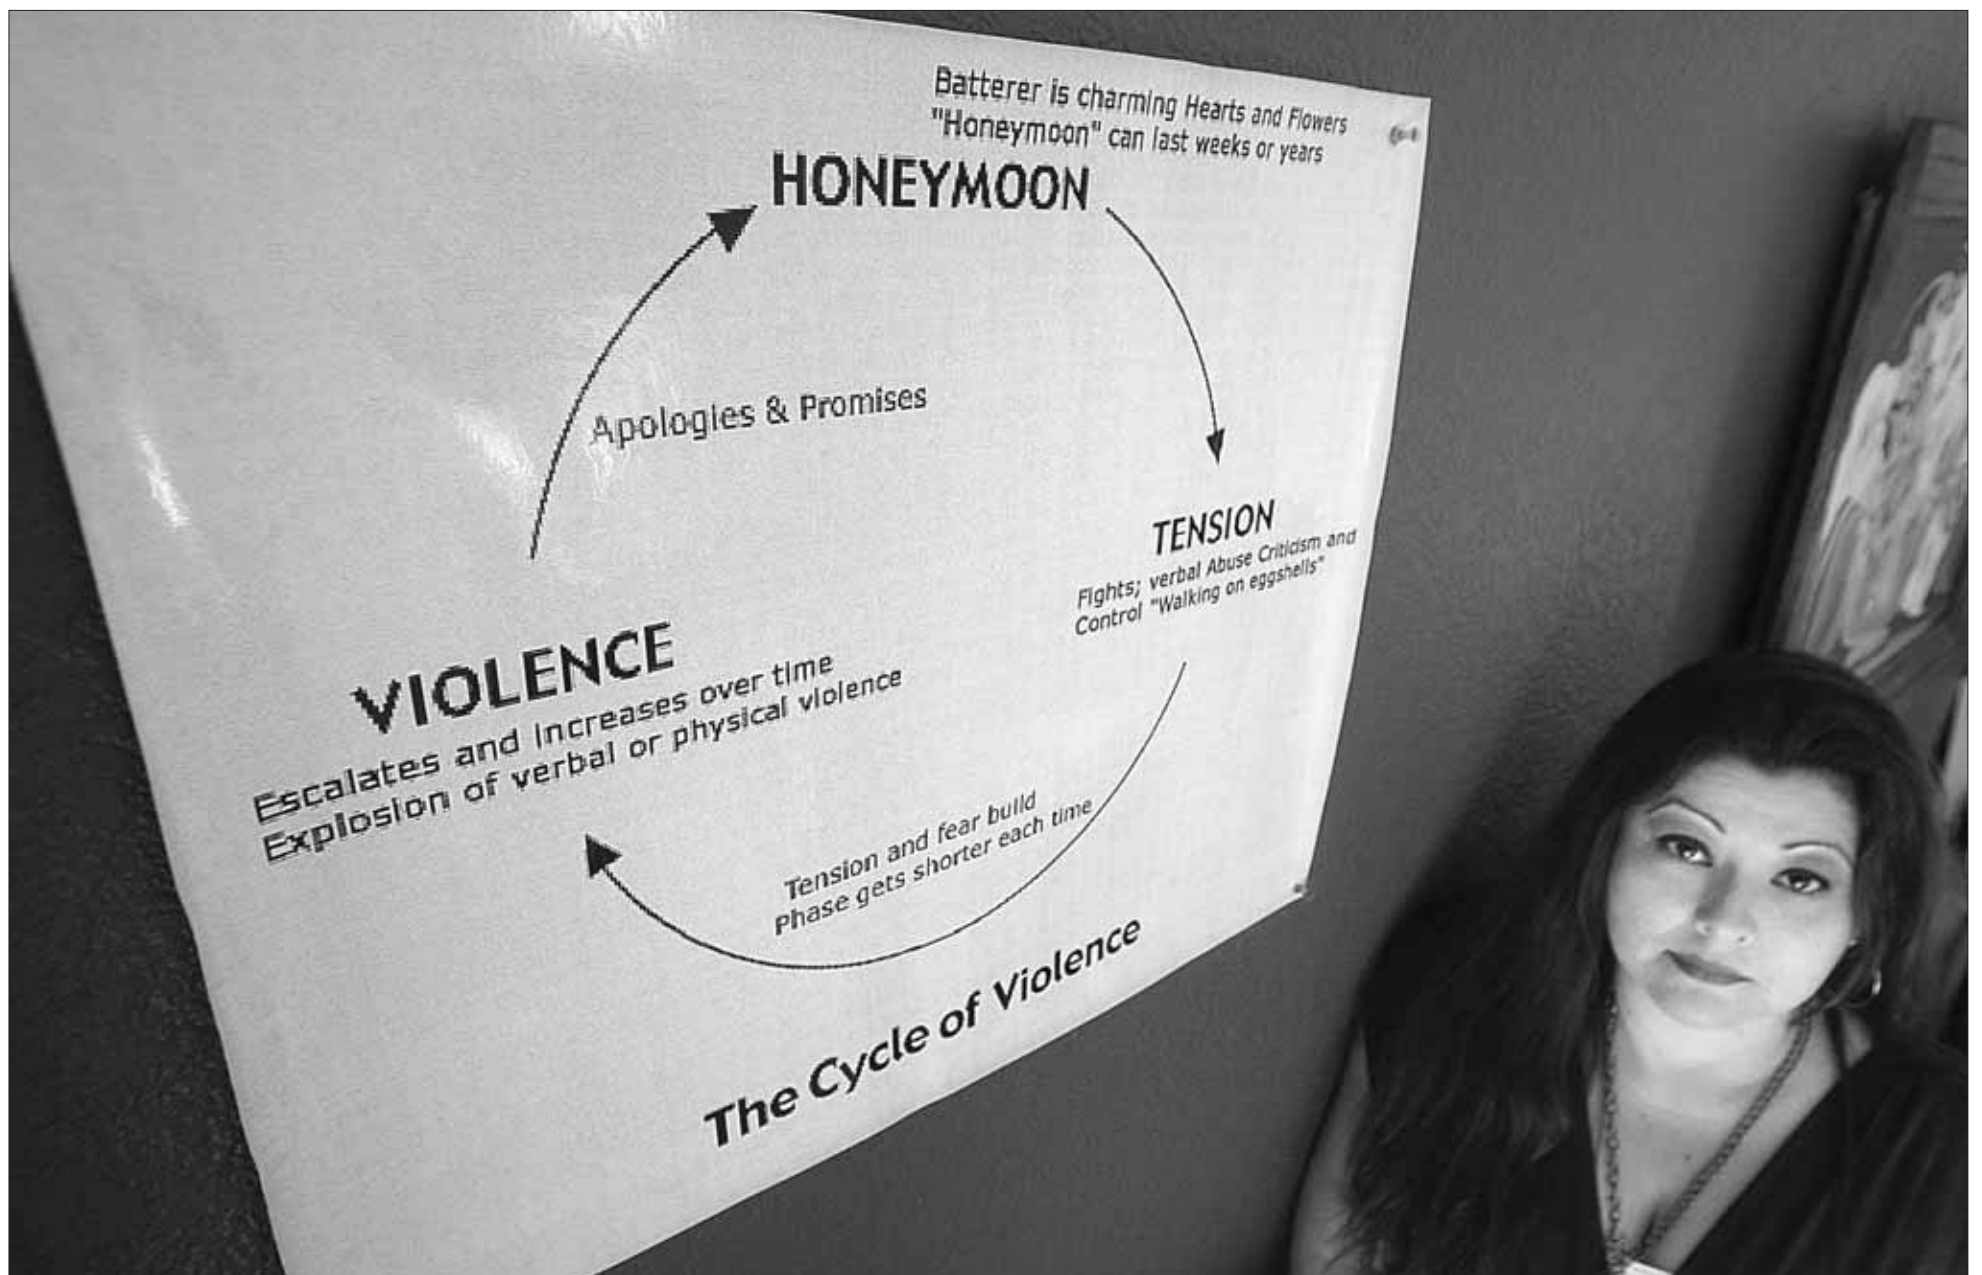 Batterer is charming Hearts and Flowers
"Honeymoon" can last weeks or years
HONEYMOON
Apologies & Promises
TENSION
Fights; verbal Abuse Criticism and
Control "Walking on eggshells"
VIOLENCE
Escalates and Increases over time
Explosion of verbal or physical violence
Tension and fear build
Phase gets shorter each time
The Cycle of Violence